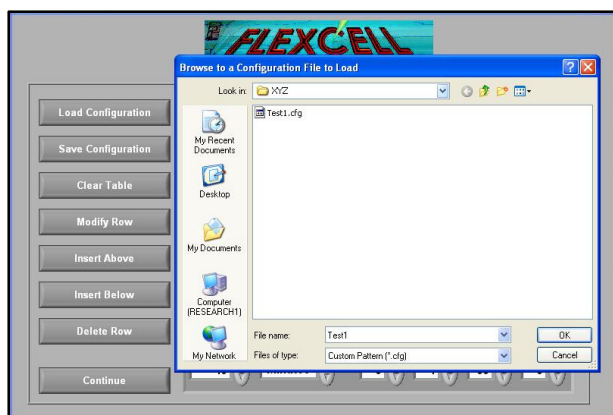 FLEXCELL
Browse to a Configuration File to Load
Look in: XYZ
Test1.cfg
My Recent
Documents
Desktop
My Documents
Computer
(RESEARCH1)
My Network
File name: Test1 OK
Files of type: Custom Pattern (*.cfg) Cancel
Load Configuration
Save Configuration
Clear Table
Modify Row
Insert Above
Insert Below
Delete Row
Continue